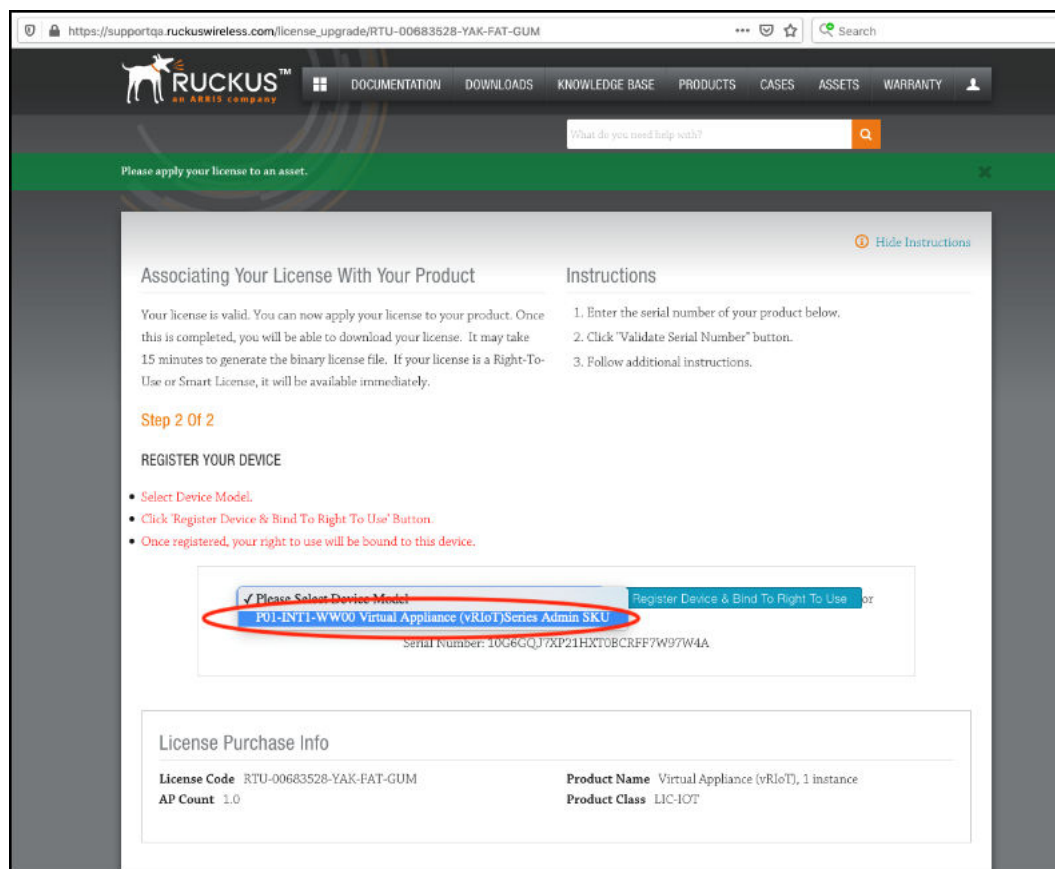 https://supportqa.ruckuswireless.com/license_upgrade/RTU-00683528-YAK-FAT-GUM
Search
RUCKUS™
an ARRIS company
DOCUMENTATION
DOWNLOADS
KNOWLEDGE BASE
PRODUCTS
CASES
ASSETS
WARRANTY
What do you need help with?
Please apply your license to an asset.
Hide Instructions
Associating Your License With Your Product
Your license is valid. You can now apply your license to your product. Once
this is completed, you will be able to download your license. It may take
15 minutes to generate the binary license file. If your license is a Right-To-
Use or Smart License, it will be available immediately.
Instructions
1. Enter the serial number of your product below.
2. Click "Validate Serial Number" button.
3. Follow additional instructions.
Step 2 Of 2
REGISTER YOUR DEVICE
Select Device Model.
Click 'Register Device & Bind To Right To Use' Button.
Once registered, your right to use will be bound to this device.
✓ Please Select Device Model
Register Device & Bind To Right To Use or
P01-INT1-WW00 Virtual Appliance (vRIoT)Series Admin SKU
Serial Number: 10G6GQJ7XP21HXT0BCRFF7W97W4A
License Purchase Info
License Code RTU-00683528-YAK-FAT-GUM
AP Count 1.0
Product Name Virtual Appliance (vRIoT), 1 instance
Product Class LIC-IOT